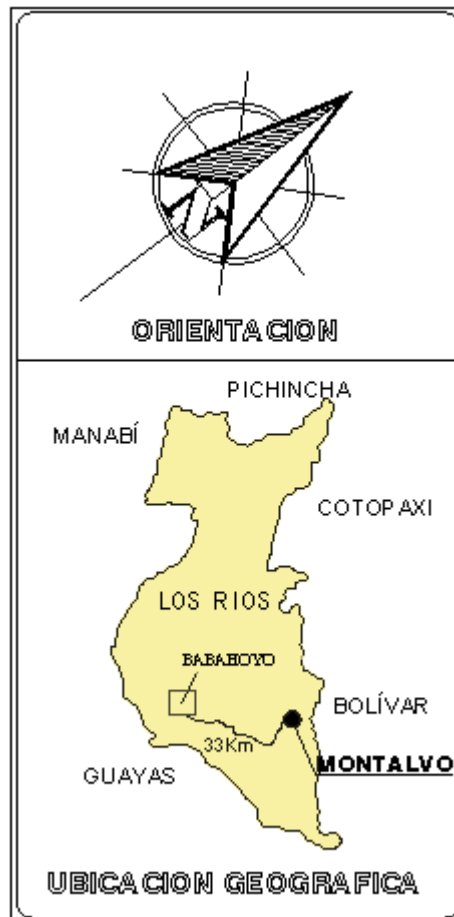 N
ORIENTACION
PICHINCHA
MANABÍ
COTOPAXI
LOS RIOS
BABAHOYO
BOLÍVAR
33Km
MONTALVO
GUAYAS
UBICACION GEOGRAFICA